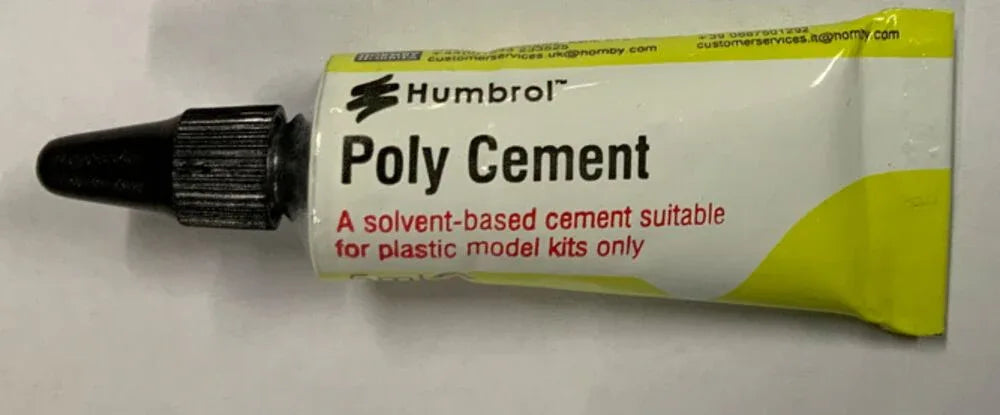 customerservices.uk@hornby.com
customerservices.it@hornby.com
Humbrol™
Poly Cement
A solvent-based cement suitable
for plastic model kits only